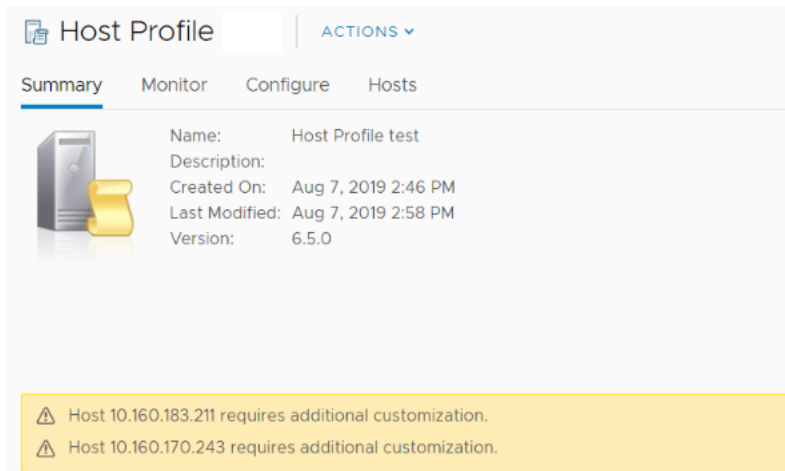 Host Profile ACTIONS
Summary Monitor Configure Hosts
Name: Host Profile test
Description:
Created On: Aug 7, 2019 2:46 PM
Last Modified: Aug 7, 2019 2:58 PM
Version: 6.5.0
Host 10.160.183.211 requires additional customization.
Host 10.160.170.243 requires additional customization.